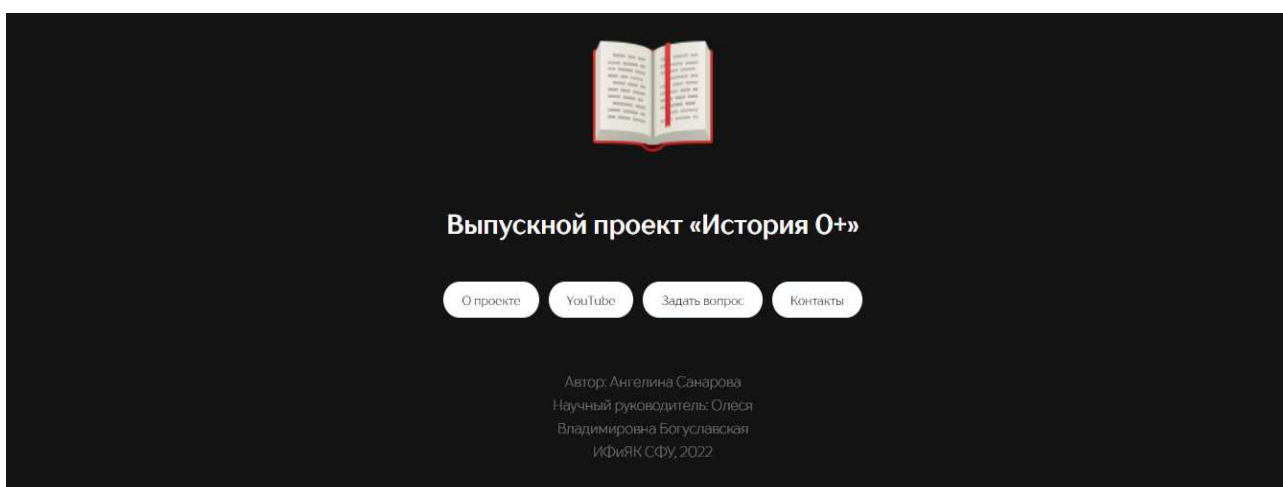 Выпускной проект «История 0+»
О проекте YouTube Задать вопрос Контакты
Автор: Ангелина Санарова
Научный руководитель: Олеся
Владимировна Богуславская
ИФиЯК СФУ, 2022